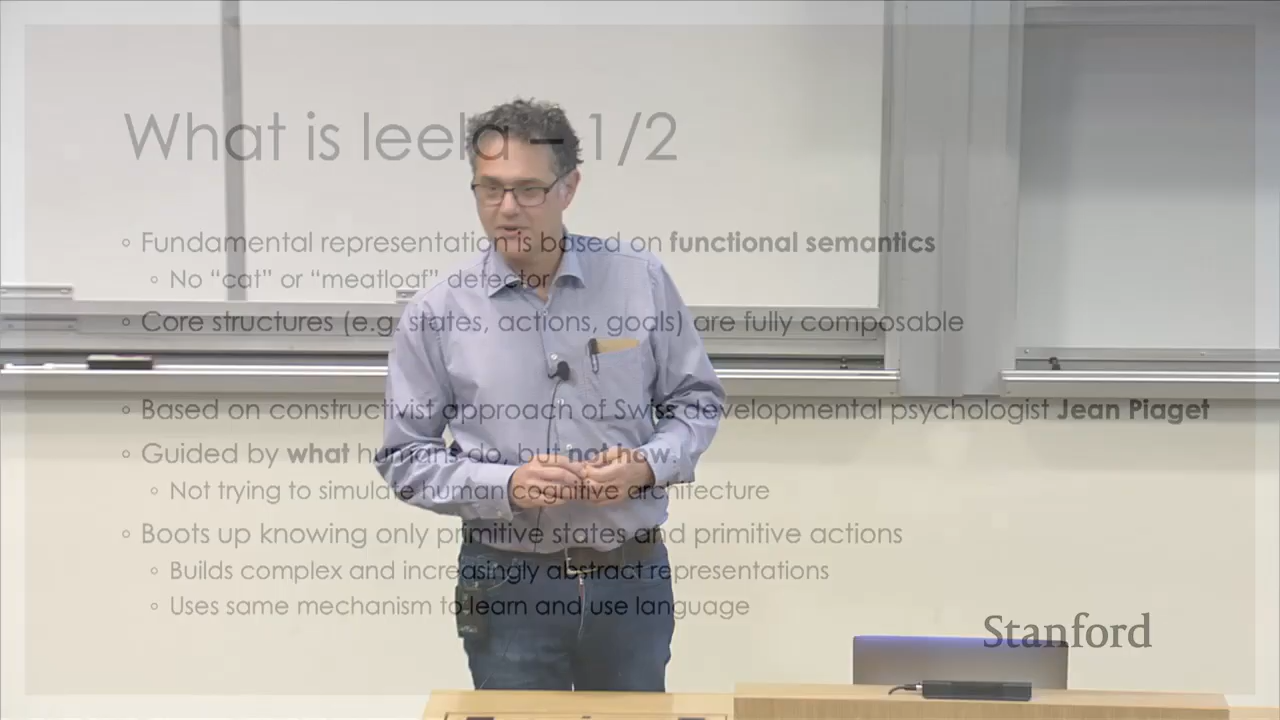 What is leela – 1/2
◦ Fundamental representation is based on functional semantics
◦ No “cat” or “meatloaf” detector
◦ Core structures (e.g. states, actions, goals) are fully composable
◦ Based on constructivist approach of Swiss developmental psychologist Jean Piaget
◦ Guided by what humans do, but not how
◦ Not trying to simulate human cognitive architecture
◦ Boots up knowing only primitive states and primitive actions
◦ Builds complex and increasingly abstract representations
◦ Uses same mechanism to learn and use language
Stanford